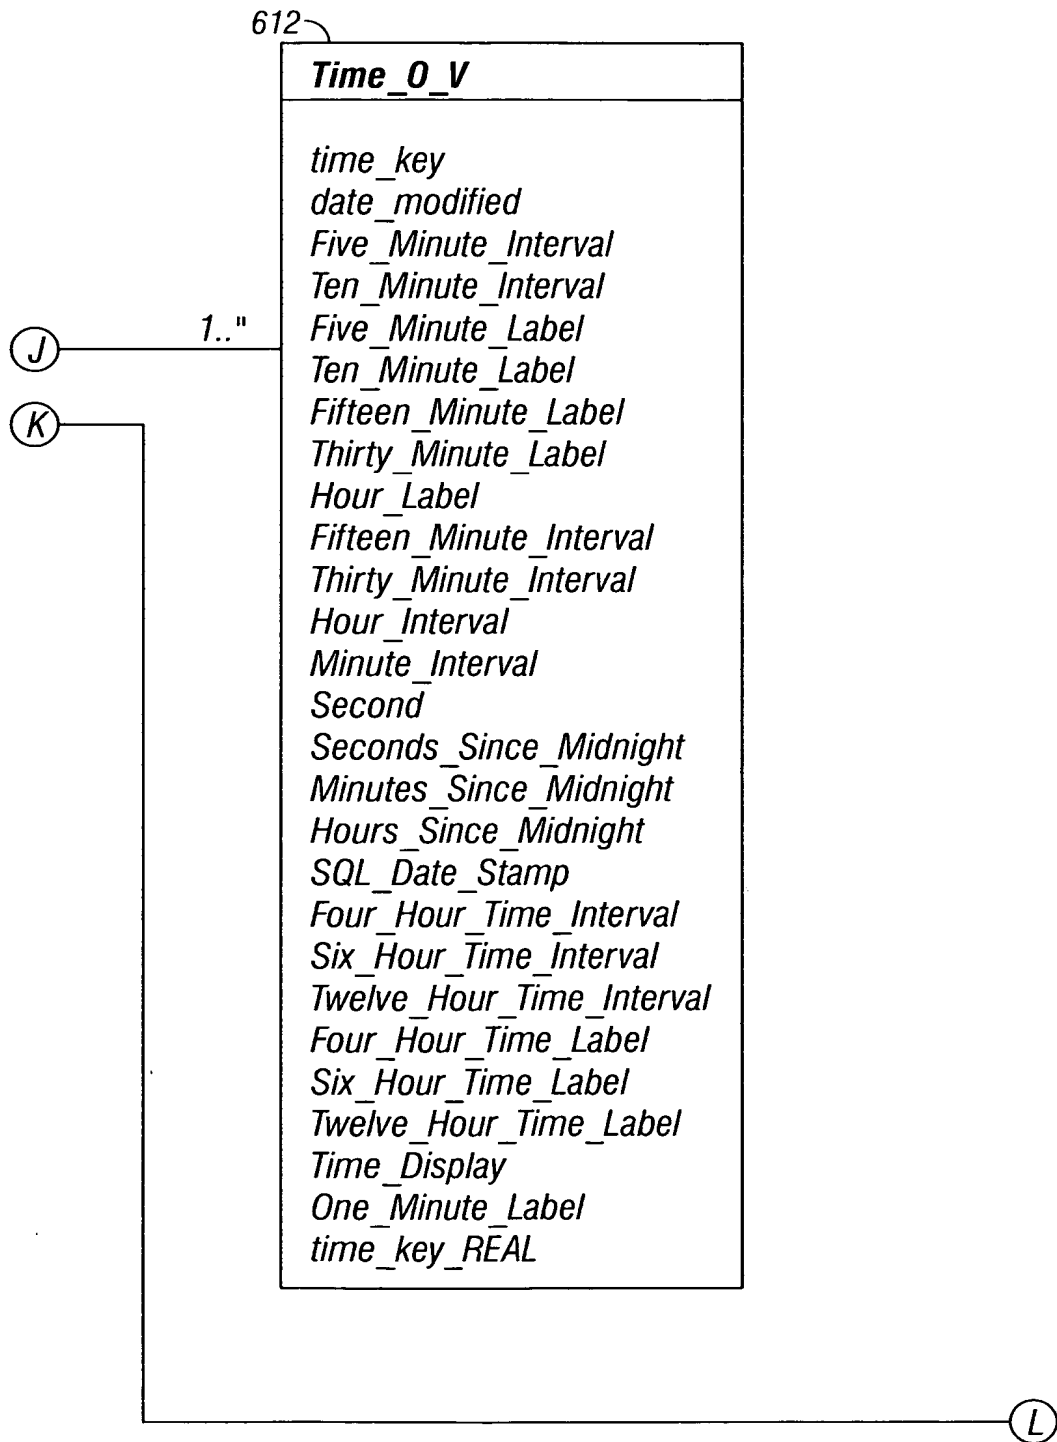 612
Time_O_V
time_key
date_modified
Five_Minute_Interval
Ten_Minute_Interval
1.."
Five_Minute_Label
J
Ten_Minute_Label
K
Fifteen_Minute_Label
Thirty_Minute_Label
Hour_Label
Fifteen_Minute_Interval
Thirty_Minute_Interval
Hour_Interval
Minute_Interval
Second
Seconds_Since_Midnight
Minutes_Since_Midnight
Hours_Since_Midnight
SQL_Date_Stamp
Four_Hour_Time_Interval
Six_Hour_Time_Interval
Twelve_Hour_Time_Interval
Four_Hour_Time_Label
Six_Hour_Time_Label
Twelve_Hour_Time_Label
Time_Display
One_Minute_Label
time_key_REAL
L